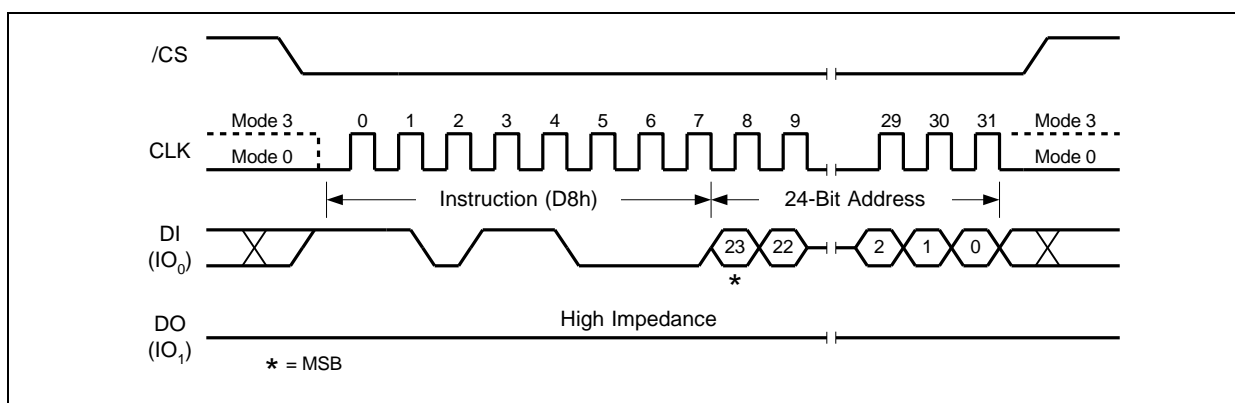 /CS
Mode 3 0 1 2 3 4 5 6 7 8 9 29 30 31 Mode 3
CLK
Mode 0 Mode 0
Instruction (D8h) 24-Bit Address
DI
(IO0)
23 22 2 1 0
*
DO
(IO1)
High Impedance
* = MSB